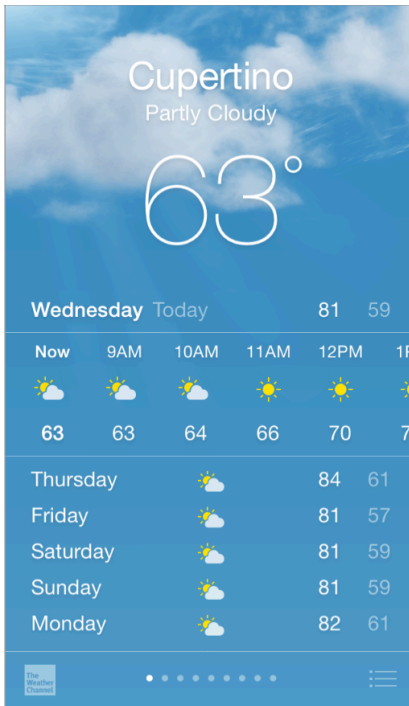 Cupertino
Partly Cloudy
63°
Wednesday Today 81 59
Now 9AM 10AM 11AM 12PM
63 63 64 66 70 7
Thursday 84 61
Friday 81 57
Saturday 81 59
Sunday 81 59
Monday 82 61
The
Weather
Channel